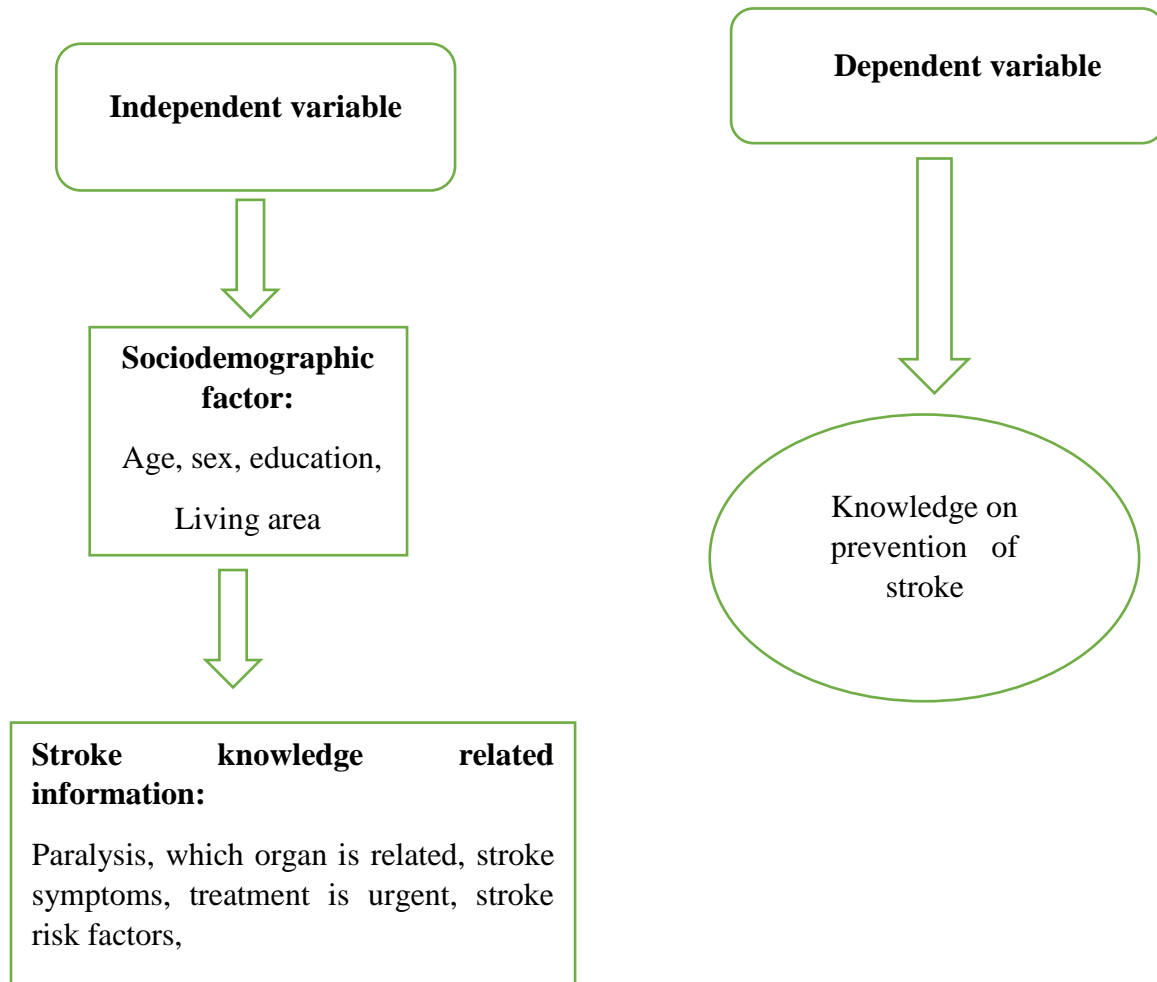 Independent variable
Dependent variable
Sociodemographic
factor:
Age, sex, education,
Living area
Knowledge on
prevention of
stroke
Stroke knowledge related
information:
Paralysis, which organ is related, stroke
symptoms, treatment is urgent, stroke
risk factors,